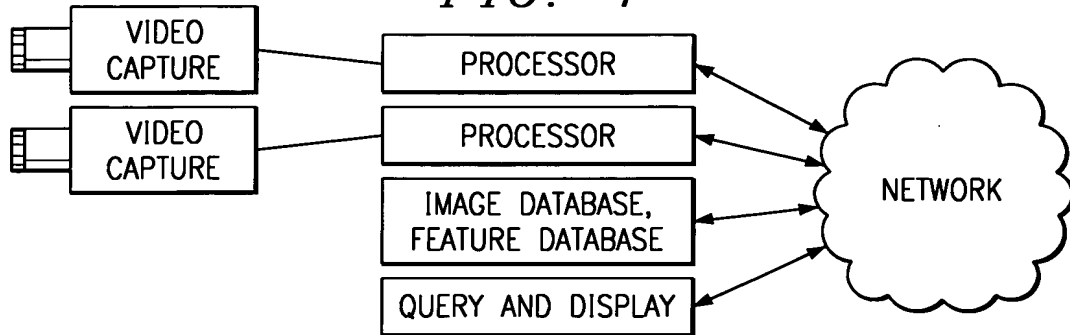 VIDEO
CAPTURE
PROCESSOR
VIDEO
CAPTURE
PROCESSOR
IMAGE DATABASE,
FEATURE DATABASE
QUERY AND DISPLAY
NETWORK